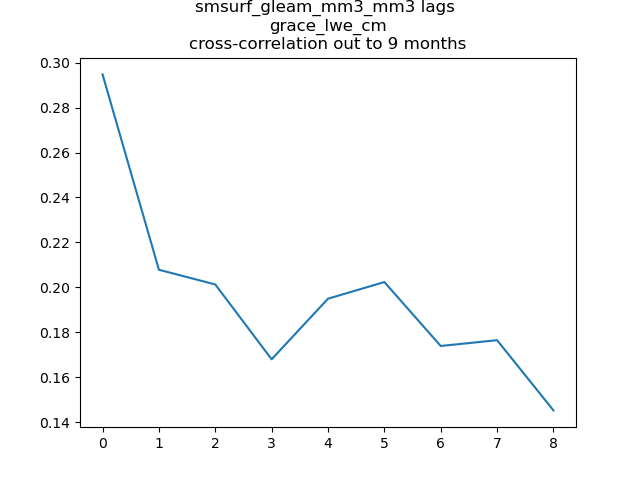 smsurf_gleam_mm3_mm3 lags
grace_lwe_cm
cross-correlation out to 9 months
0.30
0.28
0.26
0.24
0.22
0.20
0.18
0.16
0.14
0 1 2 3 4 5 6 7 8